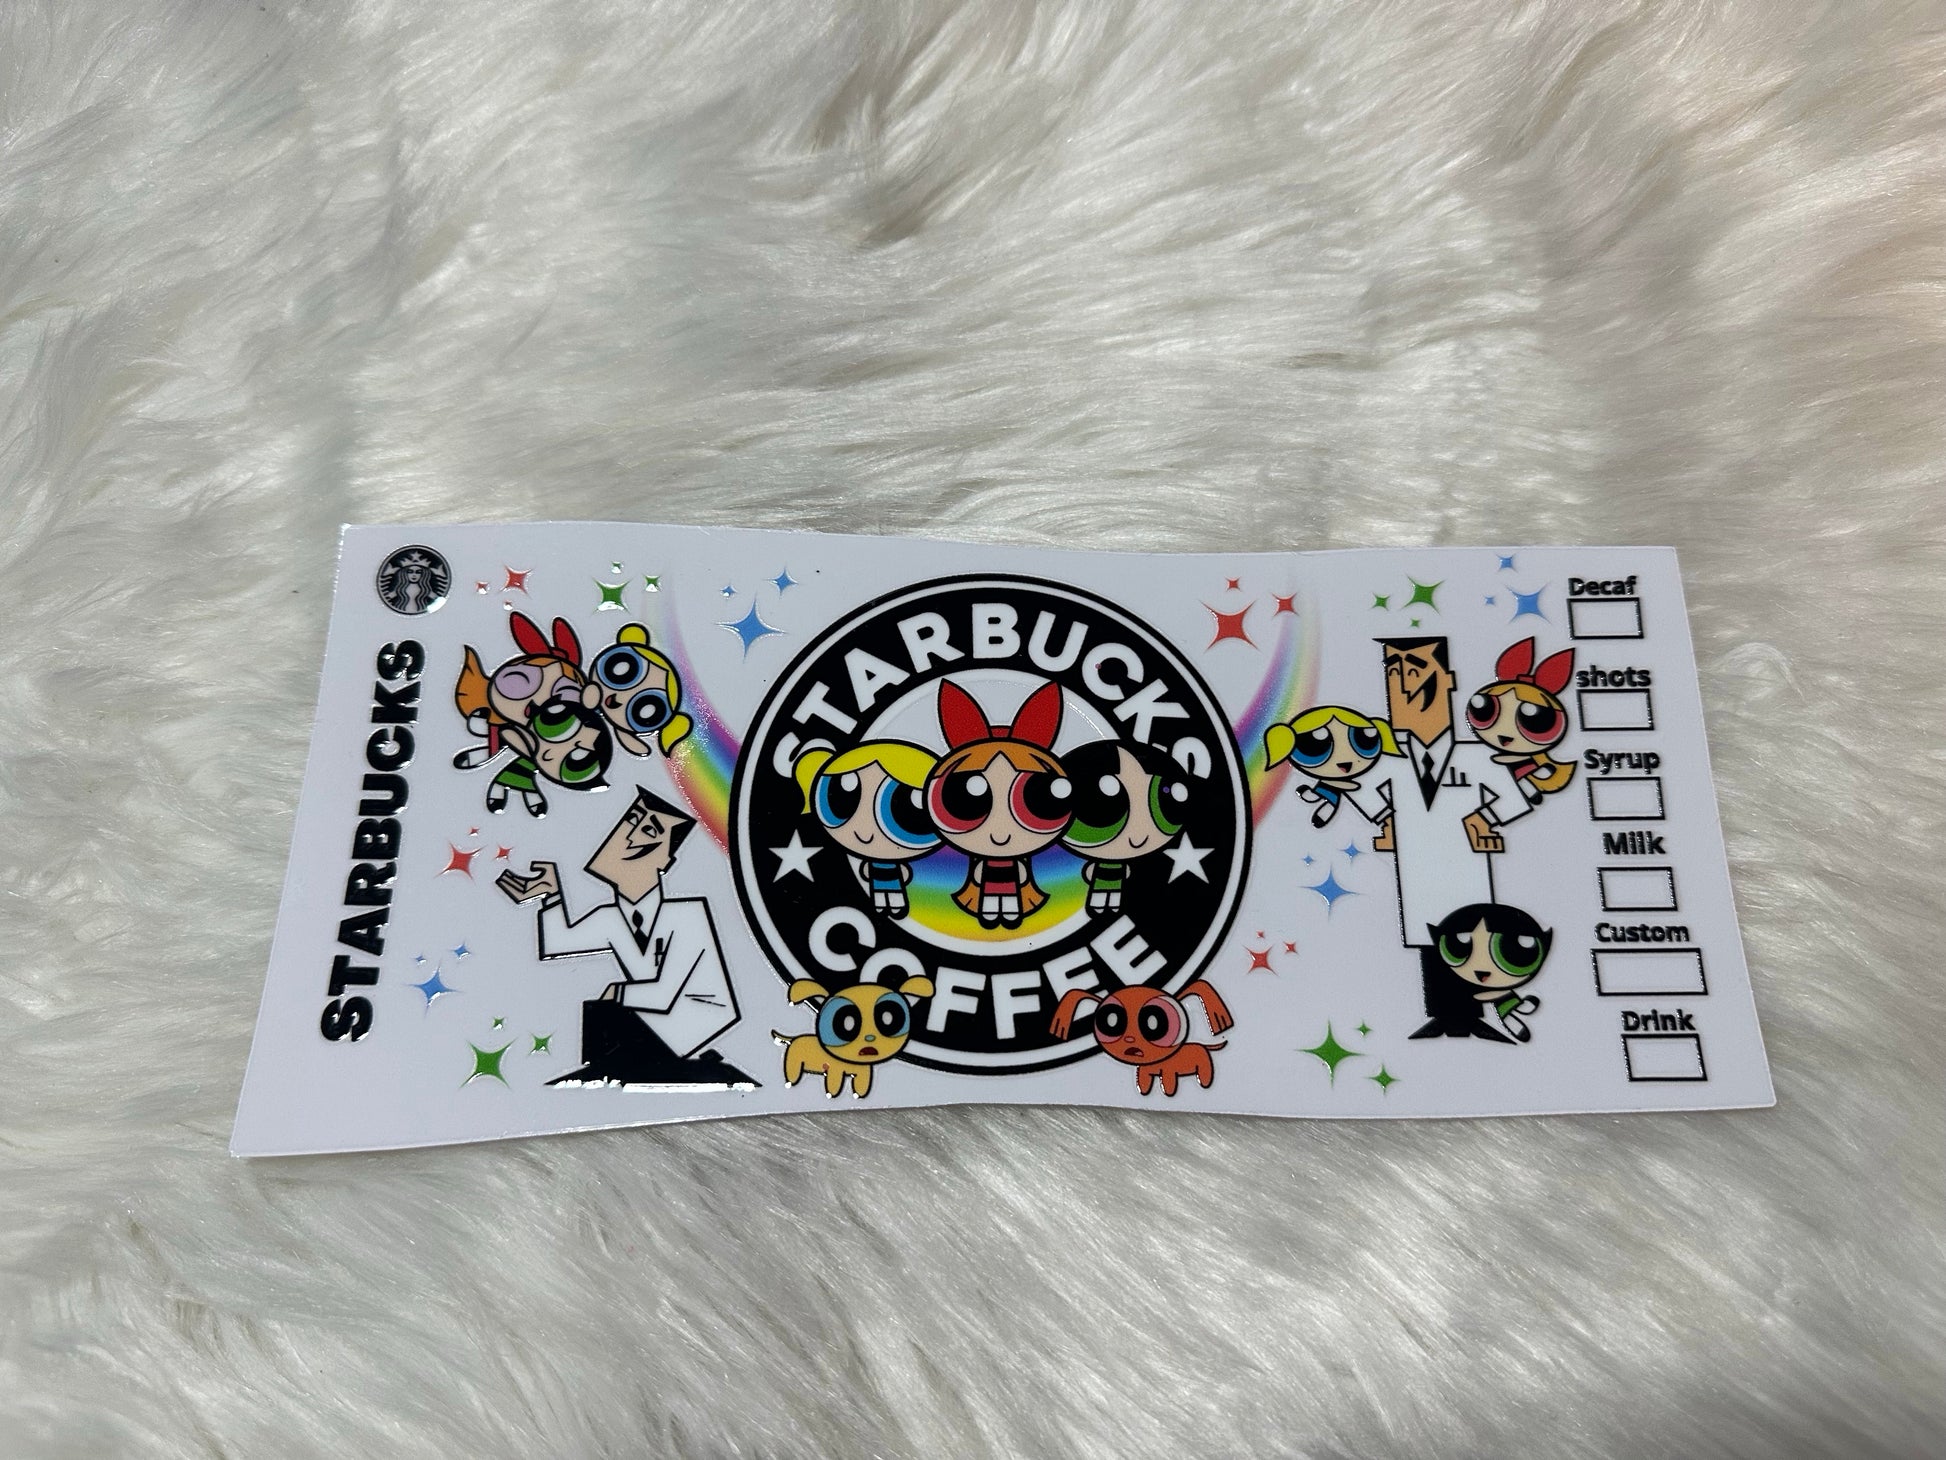 STARBUCKS
STARBUCKS
COFFEE
Decaf
shots
Syrup
Milk
Custom
Drink